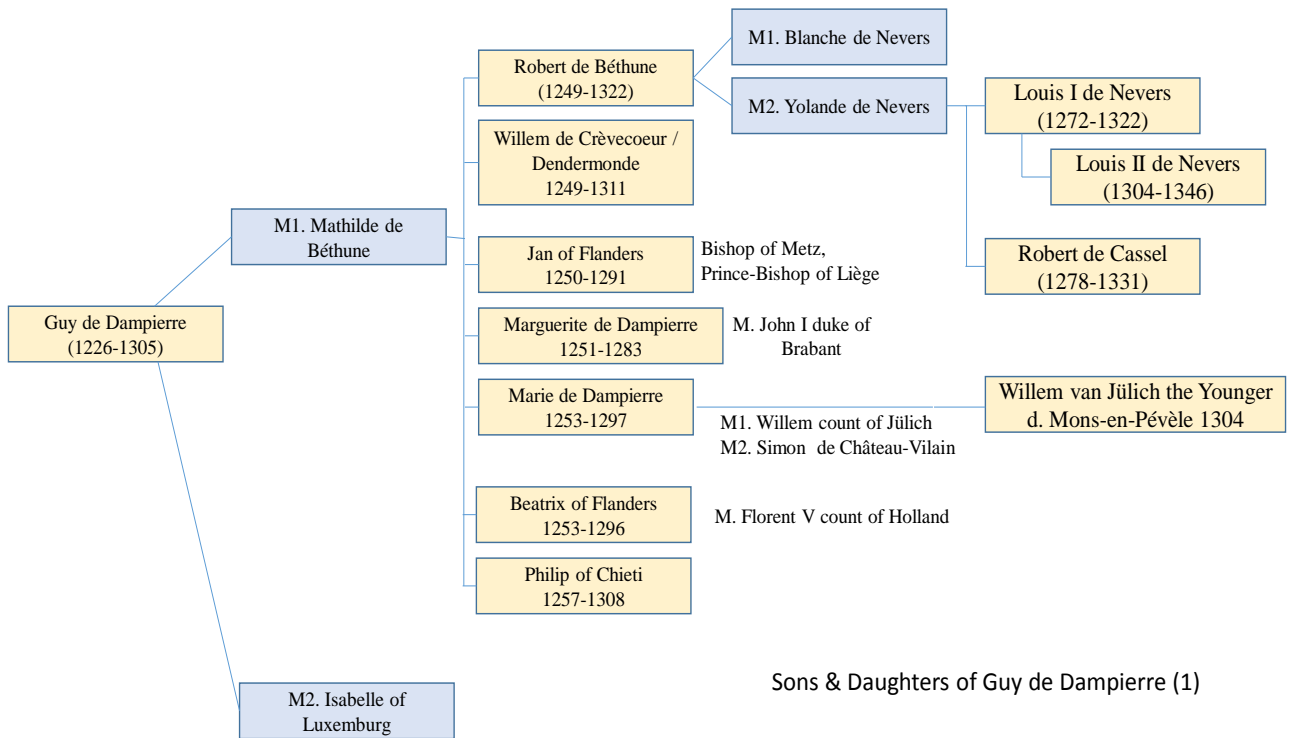 M1. Blanche de Nevers
Robert de Béthune
(1249-1322)
M2. Yolande de Nevers
Louis I de Nevers
(1272-1322)
Willem de Crèvecoeur /
Dendermonde
1249-1311
Louis II de Nevers
(1304-1346)
M1. Mathilde de
Béthune
Jan of Flanders
1250-1291
Bishop of Metz,
Prince-Bishop of Liège
Robert de Cassel
(1278-1331)
Guy de Dampierre
(1226-1305)
Marguerite de Dampierre
1251-1283
M. John I duke of
Brabant
Marie de Dampierre
1253-1297
M1. Willem count of Jülich
M2. Simon de Château-Vilain
Willem van Jülich the Younger
d. Mons-en-Pévèle 1304
Beatrix of Flanders
1253-1296
M. Florent V count of Holland
Philip of Chieti
1257-1308
M2. Isabelle of
Luxemburg
Sons & Daughters of Guy de Dampierre (1)